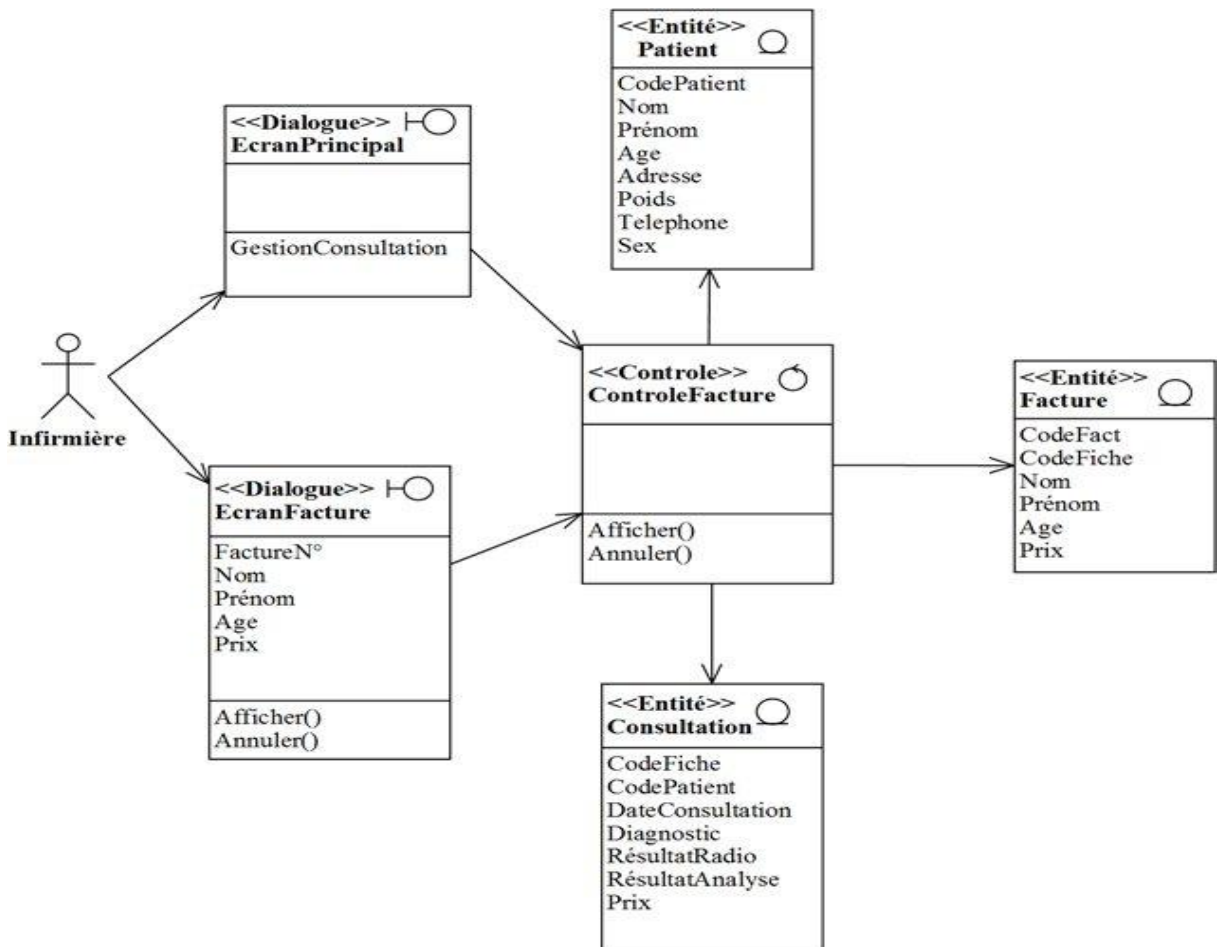 <<Entité>>
Patient
CodePatient
Nom
Prénom
Age
Adresse
Poids
Telephone
Sex
<<Dialogue>>
EcranPrincipal
GestionConsultation
Infirmière
<<Controle>>
ControleFacture
Afficher()
Annuler()
<<Entité>>
Facture
CodeFact
CodeFiche
Nom
Prénom
Age
Prix
<<Dialogue>>
EcranFacture
FactureN°
Nom
Prénom
Age
Prix
Afficher()
Annuler()
<<Entité>>
Consultation
CodeFiche
CodePatient
DateConsultation
Diagnostic
RésultatRadio
RésultatAnalyse
Prix